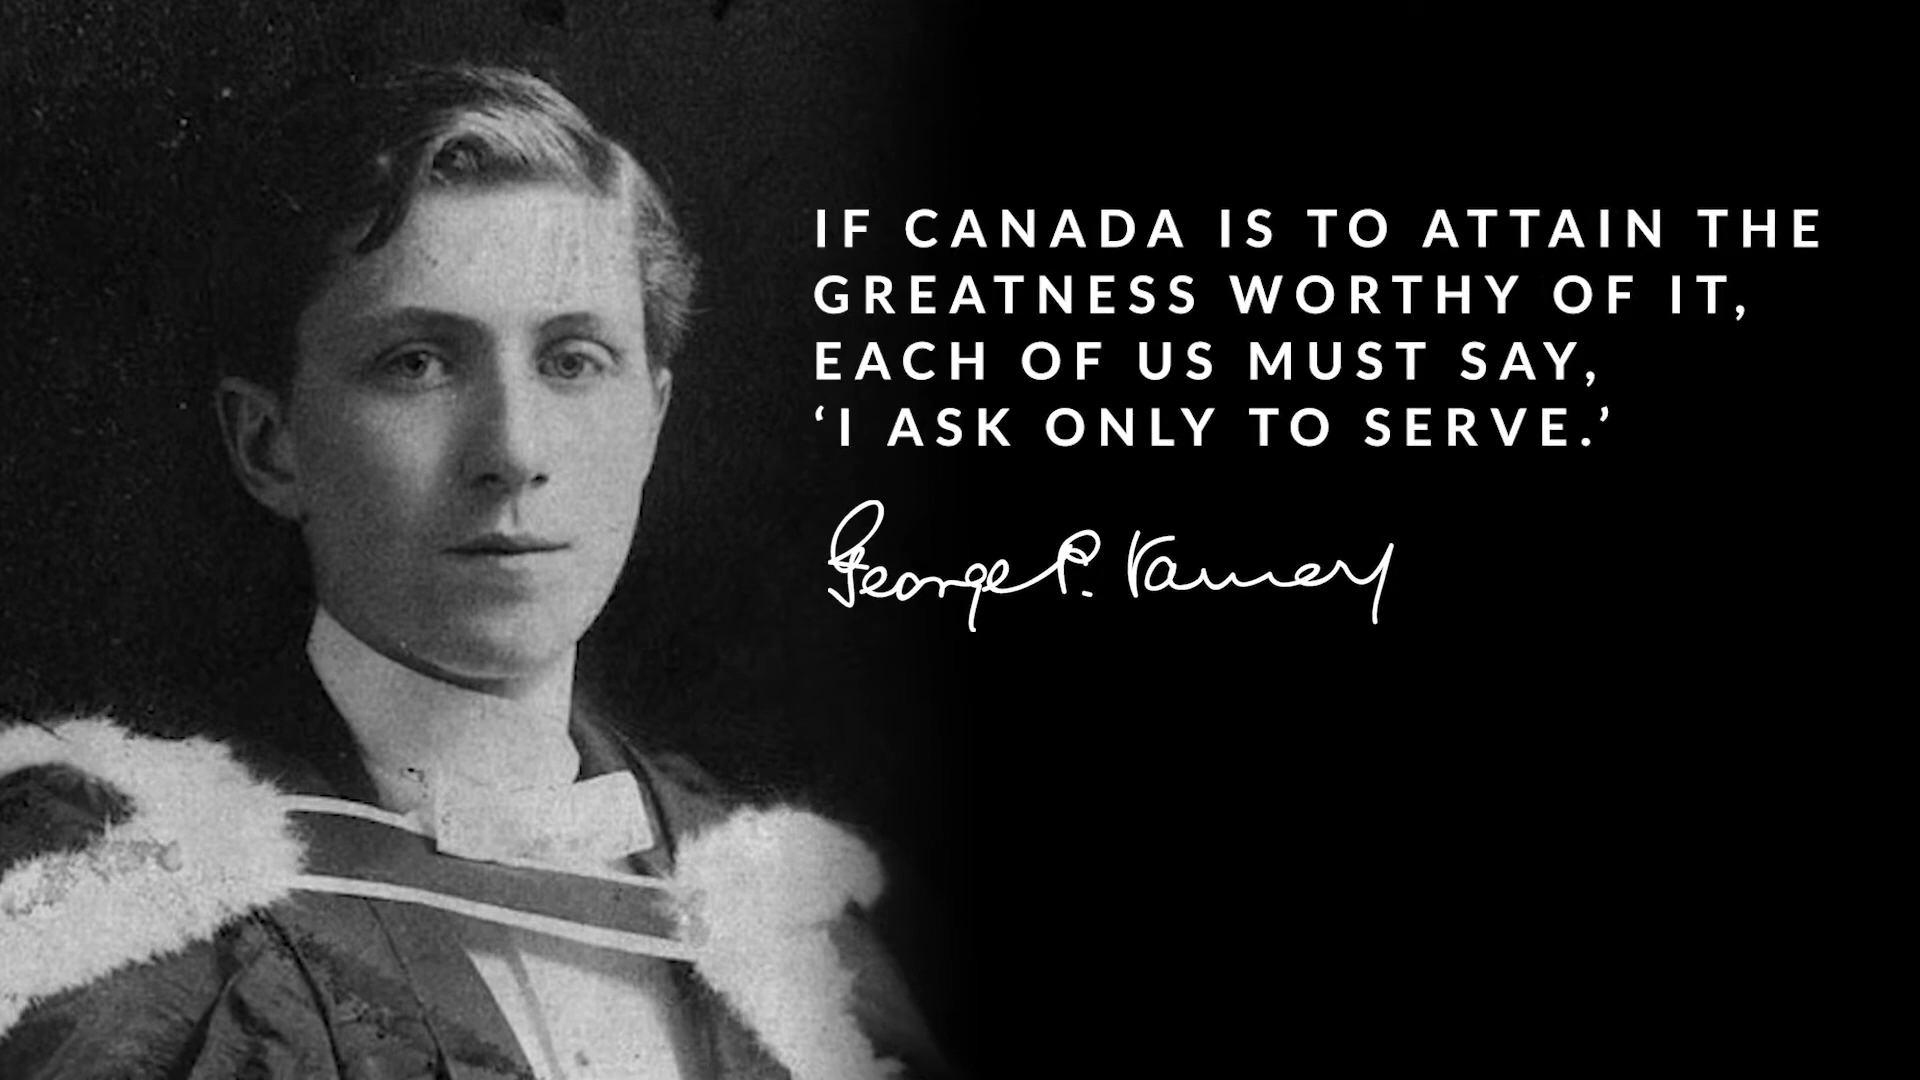 IF CANADA IS TO ATTAIN THE
GREATNESS WORTHY OF IT,
EACH OF US MUST SAY,
‘I ASK ONLY TO SERVE.’
George P. Vanier